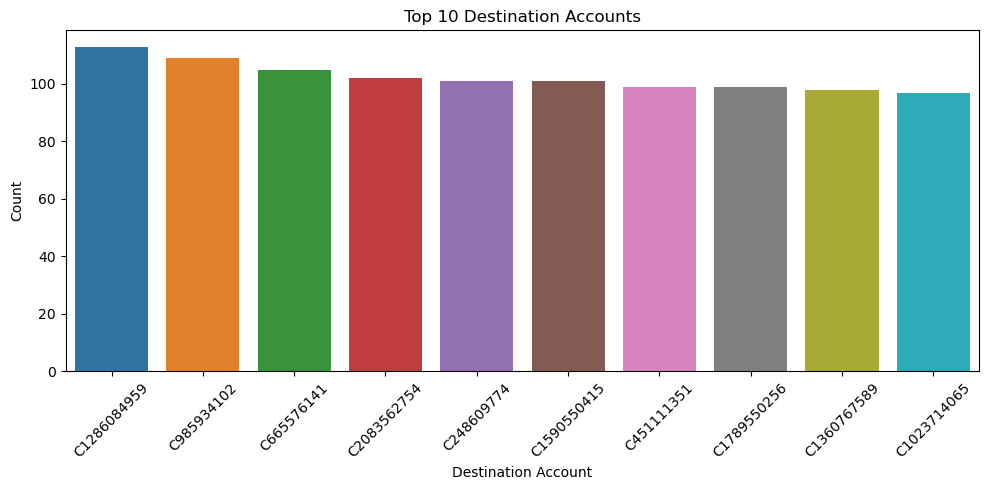 Top 10 Destination Accounts
Count
100
80
60
40
20
0
C1286084959
C985934102
C665576141
C2083562754
C248609774
C1590550415
C451111351
C1789550256
C1360767589
C1023714065
Destination Account